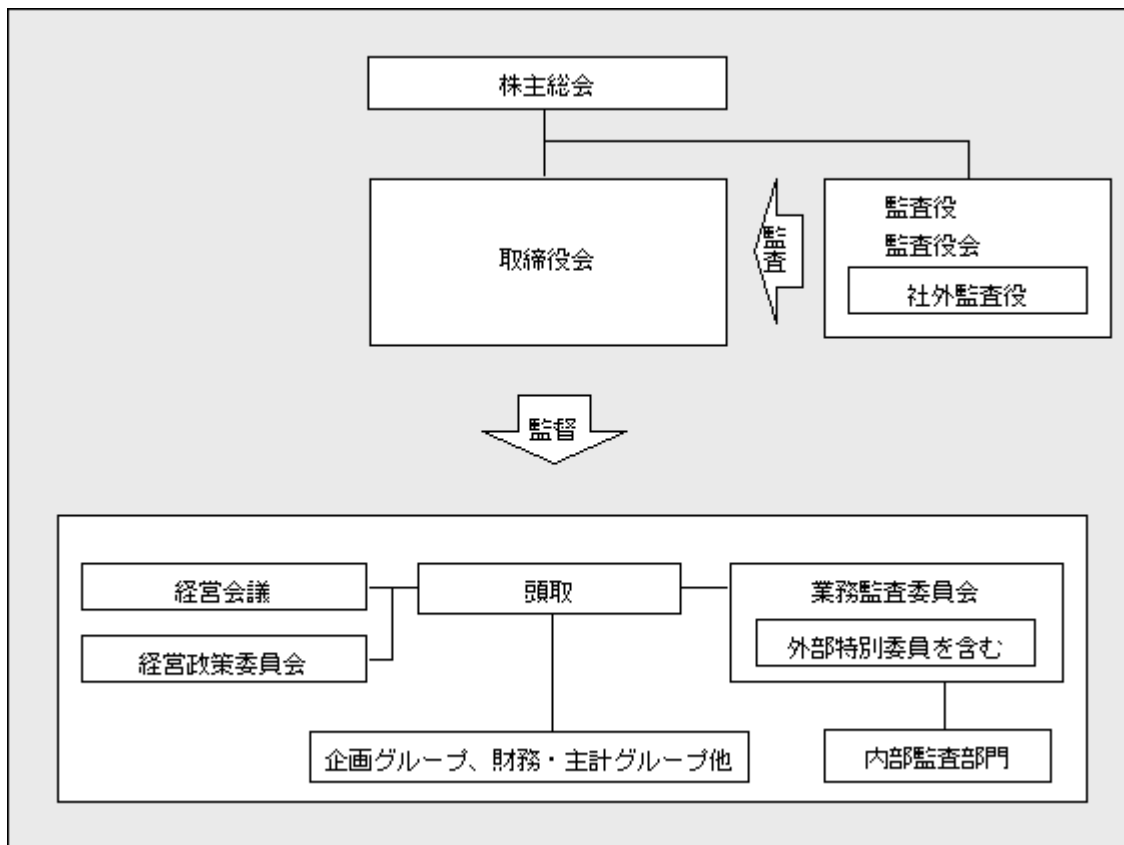 株主総会
取締役会
監査
監査役
監査役会
社外監査役
監督
経営会議
頭取
業務監査委員会
経営政策委員会
外部特別委員を含む
企画グループ、財務・主計グループ他
内部監査部門